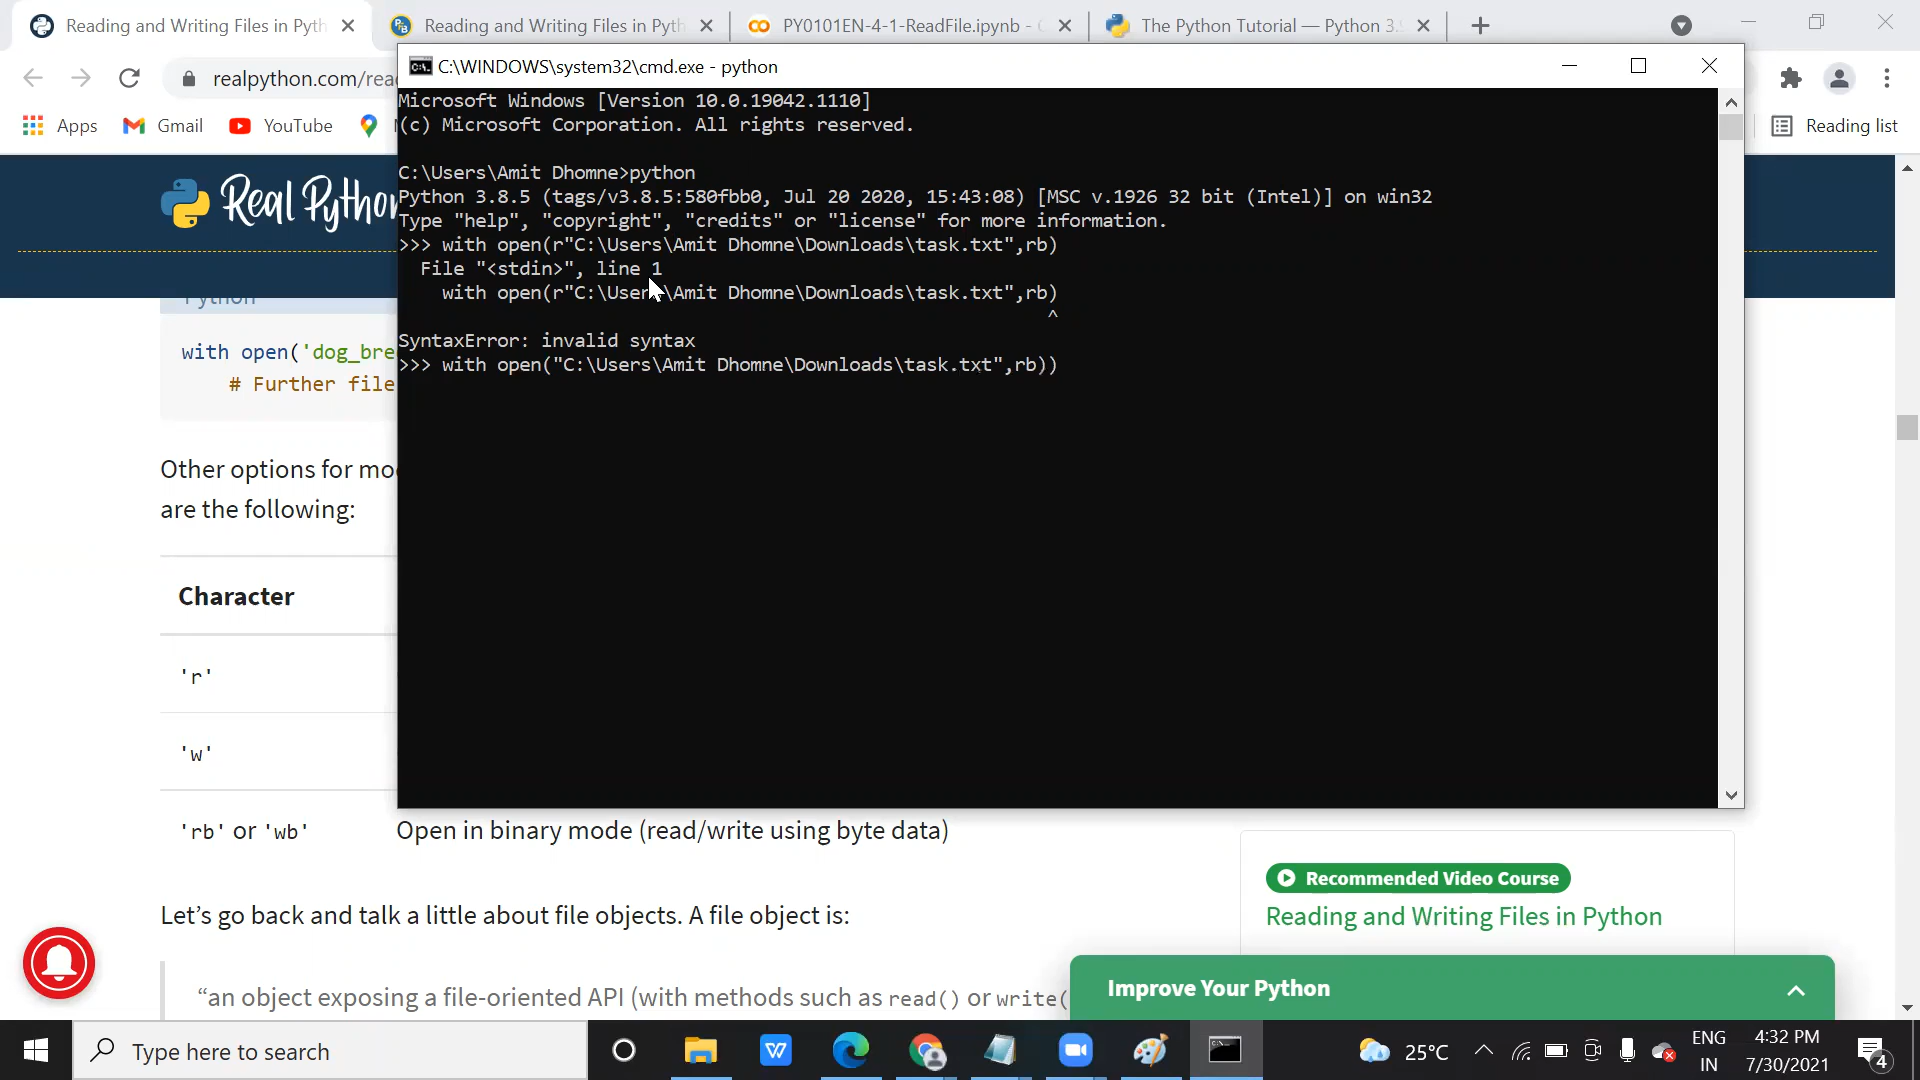 Reading and Writing Files in Pyth
Reading and Writing Files in Pyth
PY0101EN-4-1-ReadFile.ipynb -
The Python Tutorial — Python 3.
realpython.com/rea
Apps
Gmail
YouTube
Reading list
C:\WINDOWS\system32\cmd.exe - python
Microsoft Windows [Version 10.0.19042.1110]
(c) Microsoft Corporation. All rights reserved.
C:\Users\Amit Dhomne>python
Python 3.8.5 (tags/v3.8.5:580fbb0, Jul 20 2020, 15:43:08) [MSC v.1926 32 bit (Intel)] on win32
Type "help", "copyright", "credits" or "license" for more information.
>>> with open(r"C:\Users\Amit Dhomne\Downloads\task.txt",rb)
File "<stdin>", line 1
with open(r"C:\Users\Amit Dhomne\Downloads\task.txt",rb)
^
SyntaxError: invalid syntax
>>> with open("C:\Users\Amit Dhomne\Downloads\task.txt",rb))
Real Python
Python
with open('dog_bre
# Further file
Other options for mo
are the following:
Character
'r'
'w'
'rb' or 'wb'
Open in binary mode (read/write using byte data)
Let's go back and talk a little about file objects. A file object is:
“an object exposing a file-oriented API (with methods such as read() or write(
Recommended Video Course
Reading and Writing Files in Python
Improve Your Python
Type here to search
25°C
ENG
IN
4:32 PM
7/30/2021
4